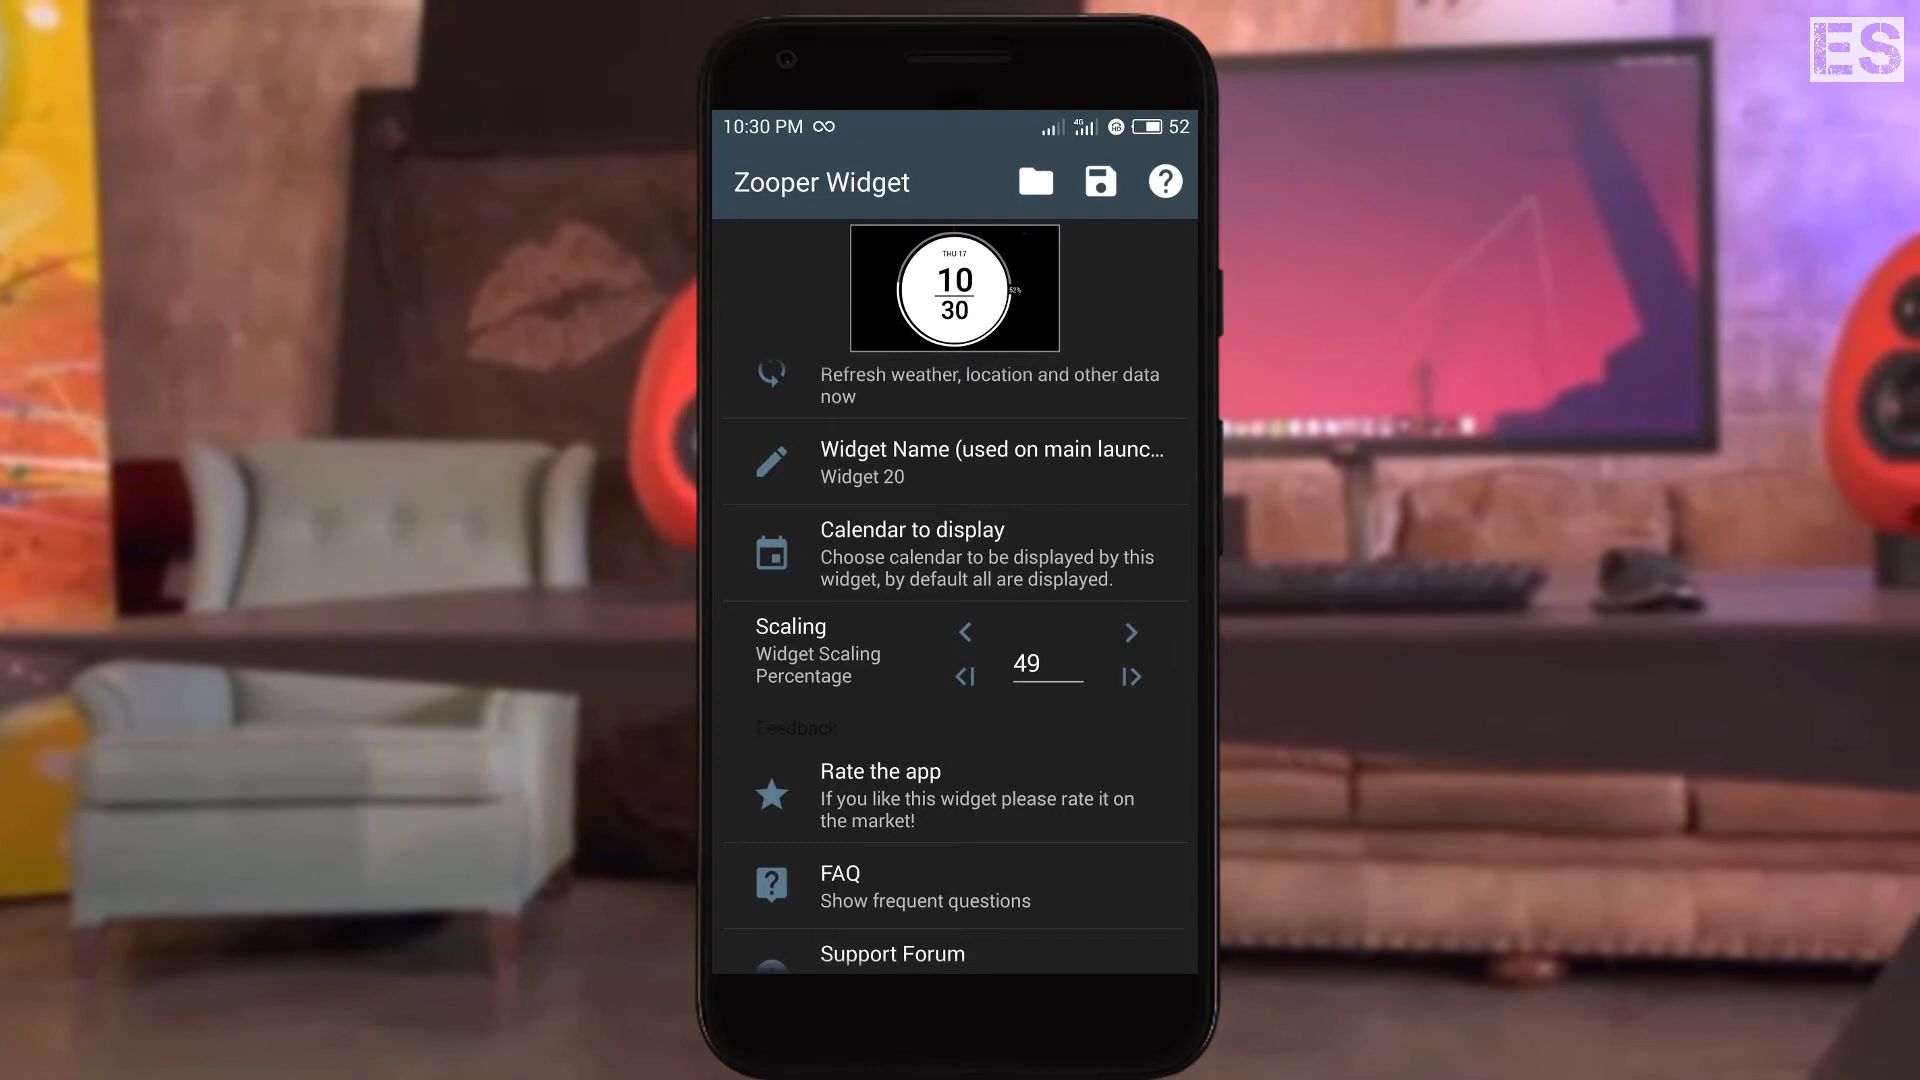 ES
10:30 PM
4G
HD
52
Zooper Widget
THU 17
10
30
52%
Refresh weather, location and other data
now
Widget Name (used on main launc...
Widget 20
Calendar to display
Choose calendar to be displayed by this
widget, by default all are displayed.
Scaling
Widget Scaling
Percentage
49
Feedback
Rate the app
If you like this widget please rate it on
the market!
FAQ
Show frequent questions
Support Forum